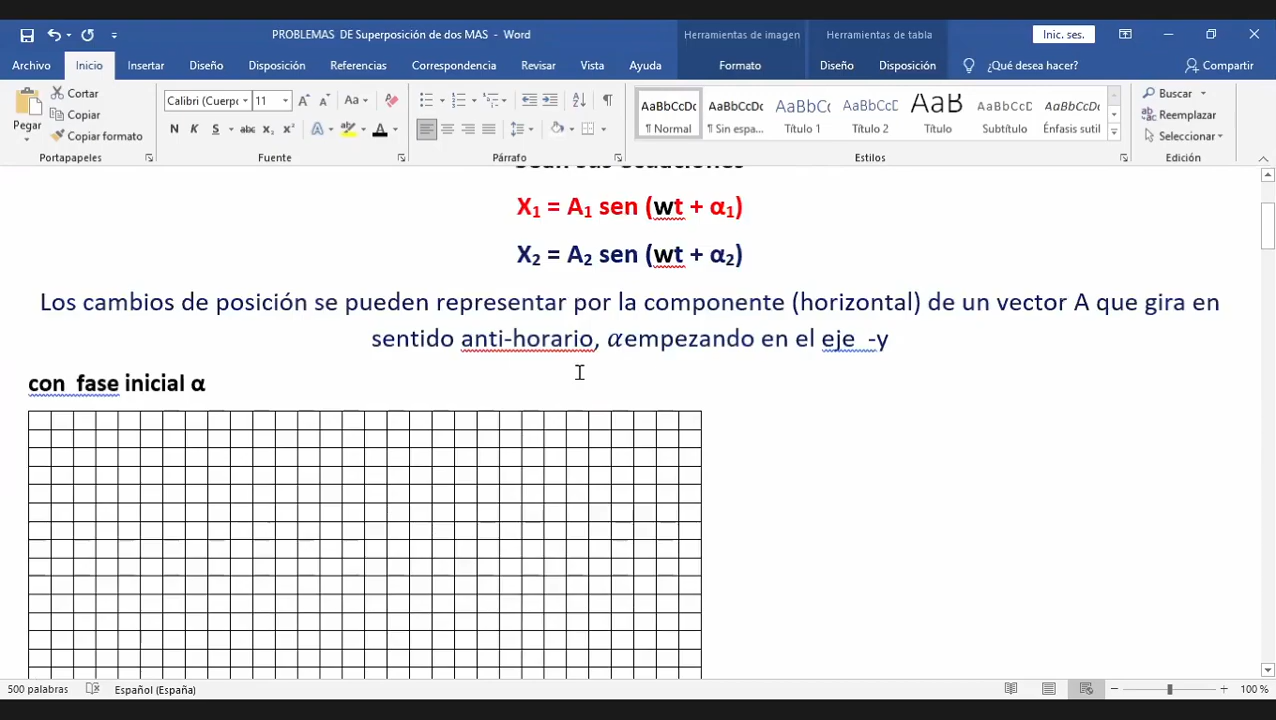 PROBLEMAS DE Superposición de dos MAS - Word
Herramientas de imagen
Herramientas de tabla
Inic. ses.
Archivo
Inicio
Insertar
Diseño
Disposición
Referencias
Correspondencia
Revisar
Vista
Ayuda
Formato
Diseño
Disposición
¿Qué desea hacer?
Compartir
Pegar
Cortar
Copiar
Copiar formato
Portapapeles
Calibri (Cuerpo
11
Fuente
Párrafo
AaBbCcDc
¶ Normal
AaBbCcDc
¶ Sin espa...
AaBbCc
Título 1
AaBbCcD
Título 2
AaB
Título
AaBbCcD
Subtítulo
AaBbCcDc
Énfasis sutil
Estilos
Buscar
Reemplazar
Seleccionar
Edición
Sean sus ecuaciones
X₁ = A₁ sen (wt + α₁)
X₂ = A₂ sen (wt + α₂)
Los cambios de posición se pueden representar por la componente (horizontal) de un vector A que gira en
sentido anti-horario, 𝛼empezando en el eje -y
con fase inicial α
500 palabras
Español (España)
100 %